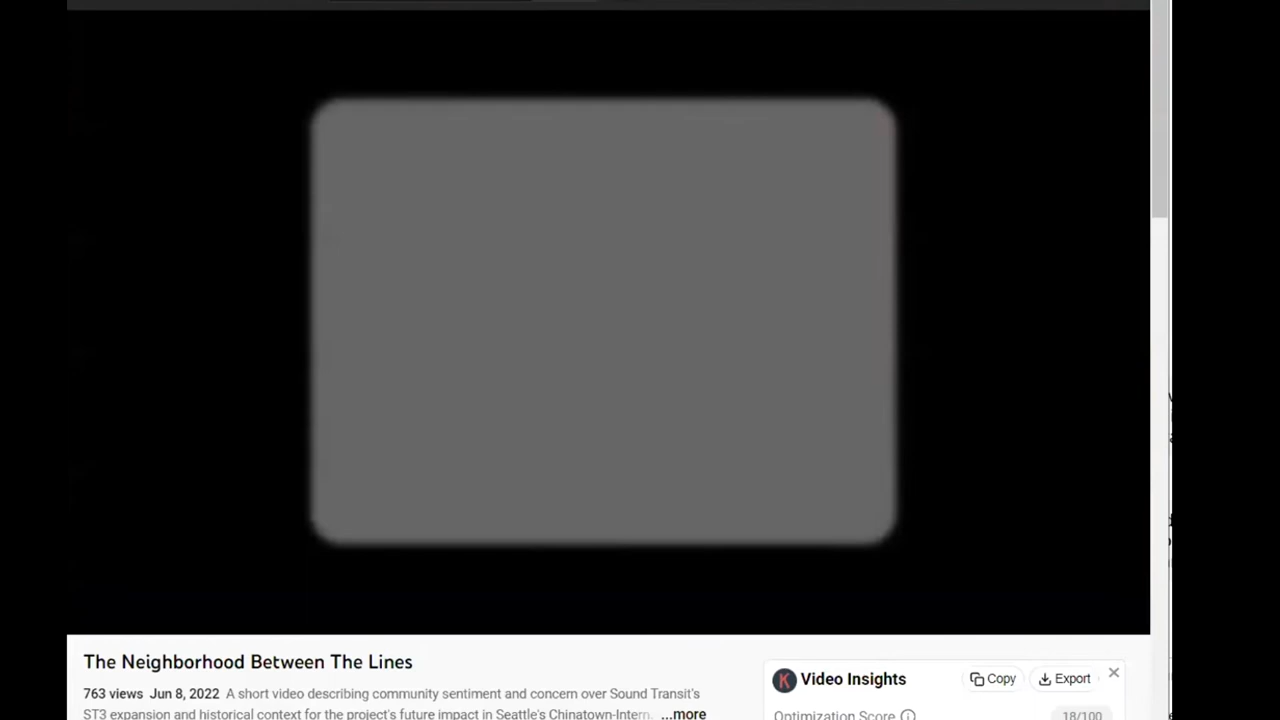 The Neighborhood Between The Lines
763 views Jun 8, 2022 A short video describing community sentiment and concern over Sound Transit's
ST3 expansion and historical context for the project's future impact in Seattle's Chinatown-Intern. ...more
K Video Insights Copy Export
Optimization Score 18/100